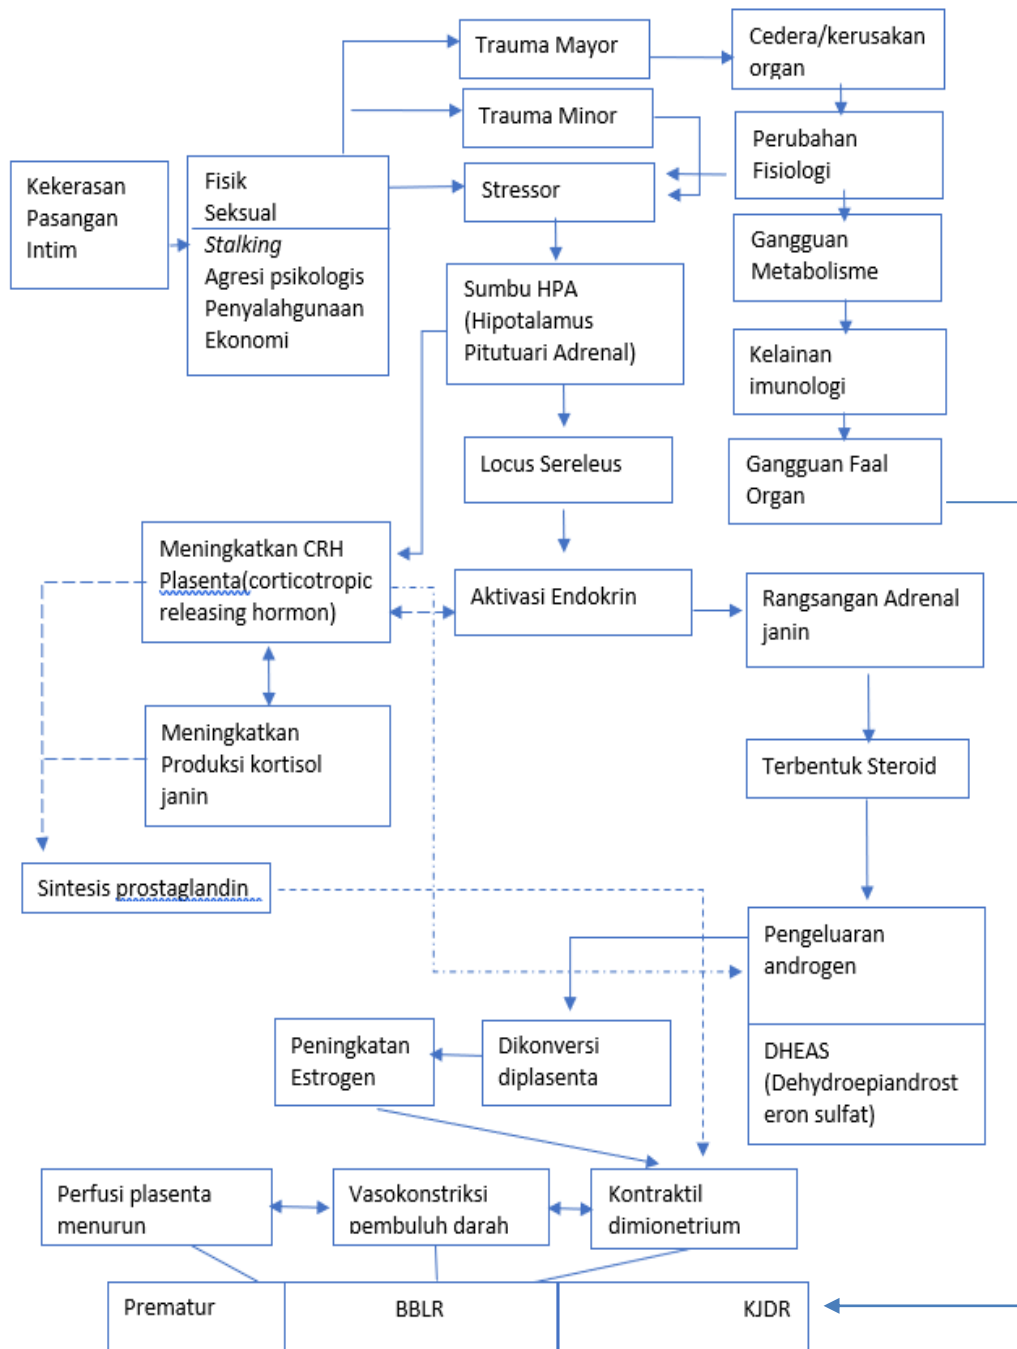 Trauma Mayor
Cedera/kerusakan
organ
Trauma Minor
Perubahan
Fisiologi
Kekerasan
Pasangan
Intim
Fisik
Seksual
Stalking
Agresi psikologis
Penyalahgunaan
Ekonomi
Stressor
Gangguan
Metabolisme
Sumbu HPA
(Hipotalamus
Pitutuari Adrenal)
Kelainan
imunologi
Locus Sereleus
Gangguan Faal
Organ
Meningkatkan CRH
Plasenta(corticotropic
releasing hormon)
Aktivasi Endokrin
Rangsangan Adrenal
janin
Meningkatkan
Produksi kortisol
janin
Terbentuk Steroid
Sintesis prostaglandin
Pengeluaran
androgen
DHEAS
(Dehydroepiandrost
eron sulfat)
Peningkatan
Estrogen
Dikonversi
diplasenta
Perfusi plasenta
menurun
Vasokonstriksi
pembuluh darah
Kontraktil
dimionetrium
Prematur
BBLR
KJDR